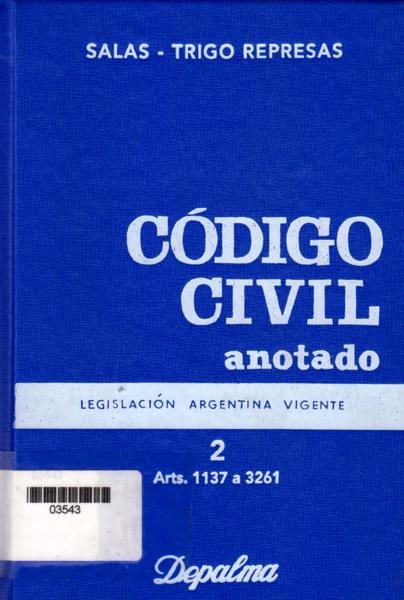 SALAS - TRIGO REPRESAS
CÓDIGO
CIVIL
anotado
LEGISLACIÓN ARGENTINA VIGENTE
2
Arts. 1137 a 3261
03543
Depalma